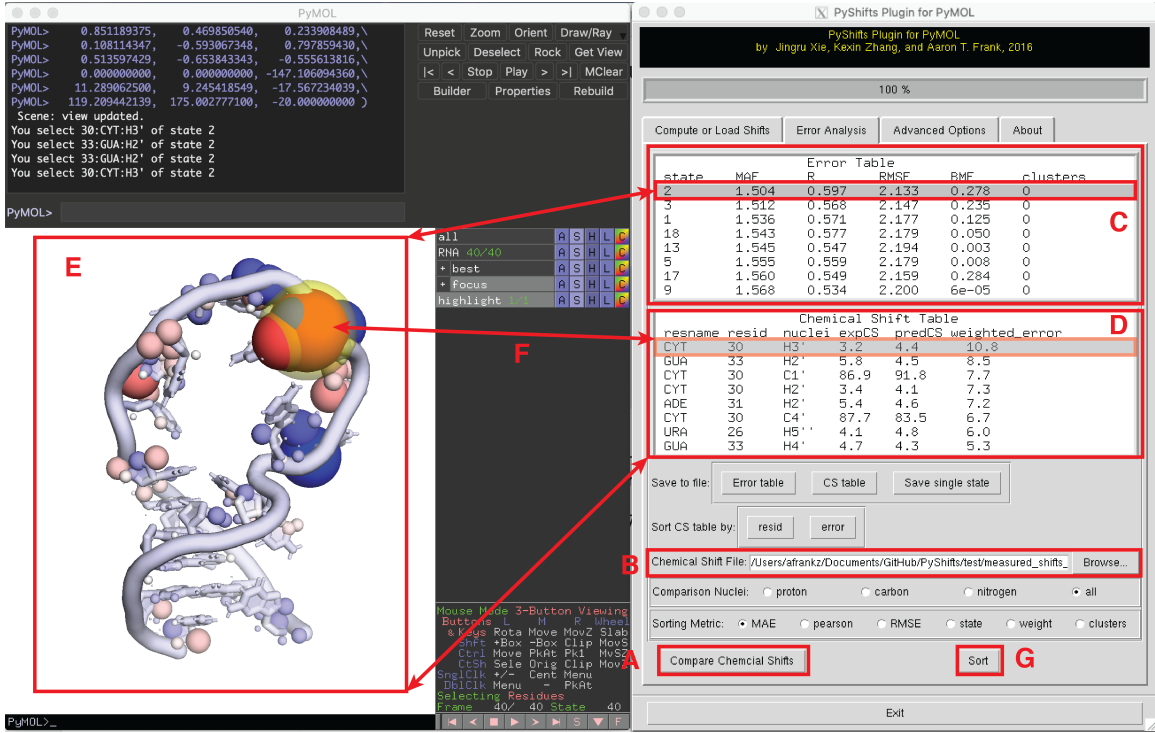 PyMOL
PyMOL> 0.851189375, 0.469850540, 0.233908489,\
PyMOL> 0.108114347, -0.593067348, 0.797859430,\
PyMOL> 0.513597429, -0.653843343, -0.555613816,\
PyMOL> 0.000000000, 0.000000000, -147.106094360,\
PyMOL> 11.289062500, 9.245418549, -17.567234039,\
PyMOL> 119.209442139, 175.002777100, -20.000000000 )
Scene: view updated.
You select 30:CYT:H3' of state 2
You select 33:GUA:H2' of state 2
You select 33:GUA:H2' of state 2
You select 30:CYT:H3' of state 2
PyMOL>
Reset Zoom Orient Draw/Ray
Unpick Deselect Rock Get View
|< < Stop Play > >| MClear
Builder Properties Rebuild
E
F
all A S H L C
RNA 40/40 A S H L C
+ best A S H L C
+ focus A S H L C
highlight 1/1 A S H L C
Mouse Mode 3-Button Viewing
Buttons L M R Wheel
& Keys Rota Move MovZ Slab
Shft +Box -Box Clip MovS
Ctrl Move PkAt Pk1 MvSZ
CtSh Sele Orig Clip MovZ
SnglClk +/- Cent Menu
DblClk Menu - PkAt
Selecting Residues
Frame 40/ 40 State 40
PyMOL>_
S F
PyShifts Plugin for PyMOL
PyShifts Plugin for PyMOL
by Jingru Xie, Kexin Zhang, and Aaron T. Frank, 2016
100 %
Compute or Load Shifts Error Analysis Advanced Options About
Error Table
state MAE R RMSE BME clusters
2 1.504 0.597 2.133 0.278 0
3 1.512 0.568 2.147 0.235 0
1 1.536 0.571 2.177 0.125 0
18 1.543 0.577 2.179 0.050 0
13 1.545 0.547 2.194 0.003 0
5 1.555 0.559 2.179 0.008 0
17 1.560 0.549 2.159 0.284 0
9 1.568 0.534 2.200 6e-05 0
C
Chemical Shift Table
D
resname resid nuclei expCS predCS weighted_error
CYT 30 H3' 3.2 4.4 10.8
GUA 33 H2' 5.8 4.5 8.5
CYT 30 C1' 86.9 91.8 7.7
CYT 30 H2' 3.4 4.1 7.3
ADE 31 H2' 5.4 4.6 7.2
CYT 30 C4' 87.7 83.5 6.7
URA 26 H5'' 4.1 4.8 6.0
GUA 33 H4' 4.7 4.3 5.3
Save to file: Error table CS table Save single state
Sort CS table by: resid error
B
Chemical Shift File: /Users/afrankz/Documents/GitHub/PyShifts/test/measured_shifts_ Browse...
Comparison Nuclei: proton carbon nitrogen all
Sorting Metric: MAE pearson RMSE state weight clusters
A
Compare Chemcial Shifts Sort
G
Exit